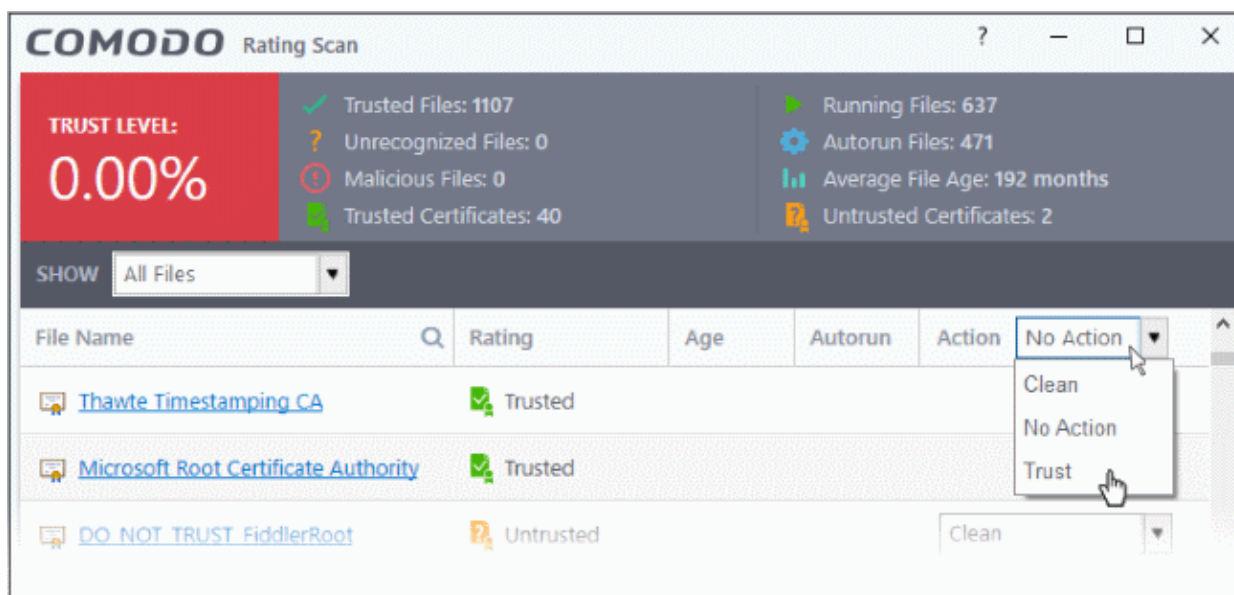 COMODO Rating Scan ?
TRUST LEVEL:
0.00%
Trusted Files: 1107
Unrecognized Files: 0
Malicious Files: 0
Trusted Certificates: 40
Running Files: 637
Autorun Files: 471
Average File Age: 192 months
Untrusted Certificates: 2
SHOW All Files
File Name Rating Age Autorun Action No Action
Clean
No Action
Trust
Thawte Timestamping CA Trusted
Microsoft Root Certificate Authority Trusted
DO_NOT_TRUST_FiddlerRoot Untrusted Clean